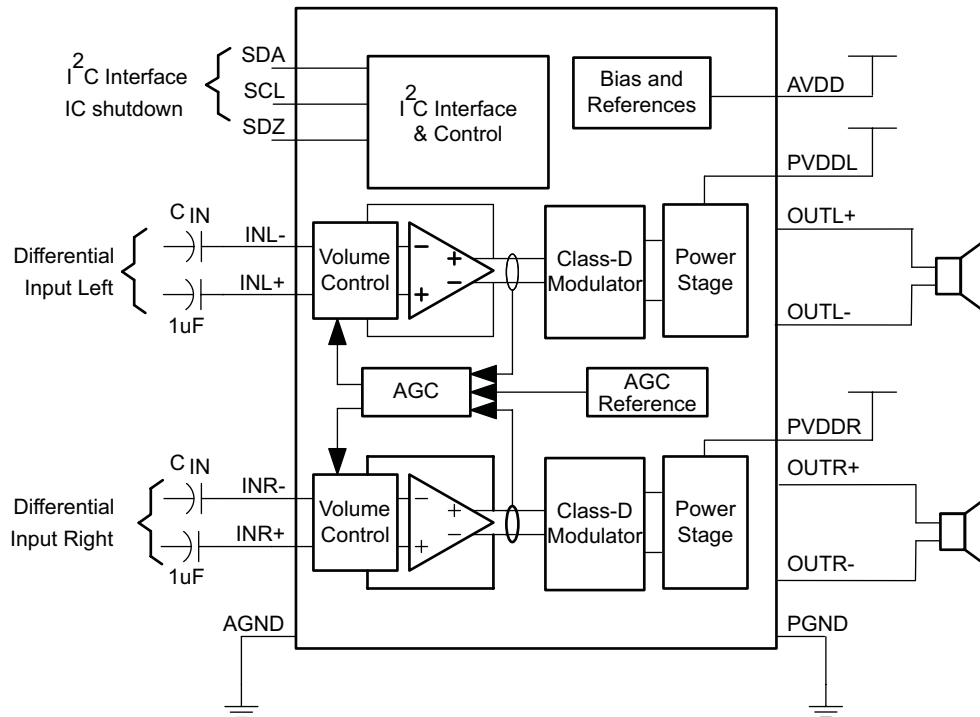 SDA
I2C Interface
IC shutdown
SCL
SDZ
I2C Interface
& Control
Bias and
References
AVDD
PVDDL
OUTL+
OUTL-
CIN
INL-
Differential
Input Left
INL+
1uF
Volume
Control
−
+
+
−
Class-D
Modulator
Power
Stage
AGC
AGC
Reference
PVDDR
OUTR+
OUTR-
CIN
INR-
Differential
Input Right
INR+
1uF
Volume
Control
−
+
+
−
Class-D
Modulator
Power
Stage
AGND
PGND